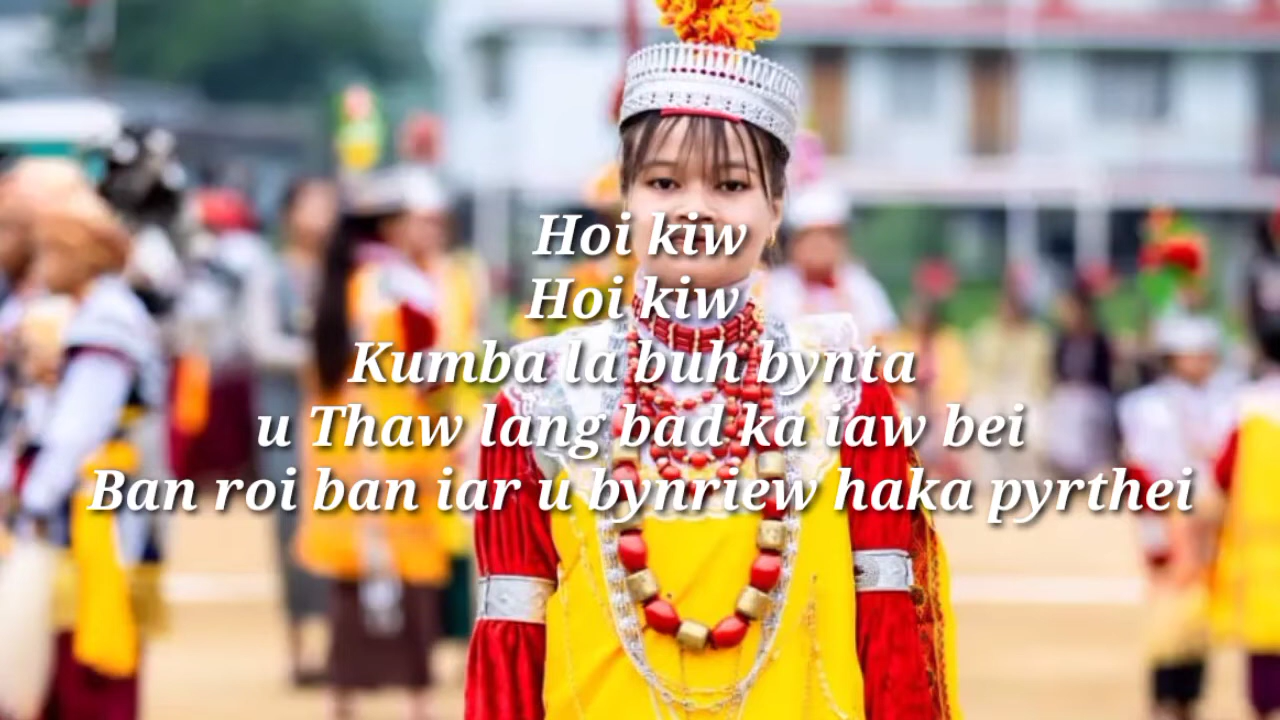 Hoi kiw
Hoi kiw
Kumba la buh bynta
u Thaw lang bad ka iaw bei
Ban roi ban iar u bynriew haka pyrthei